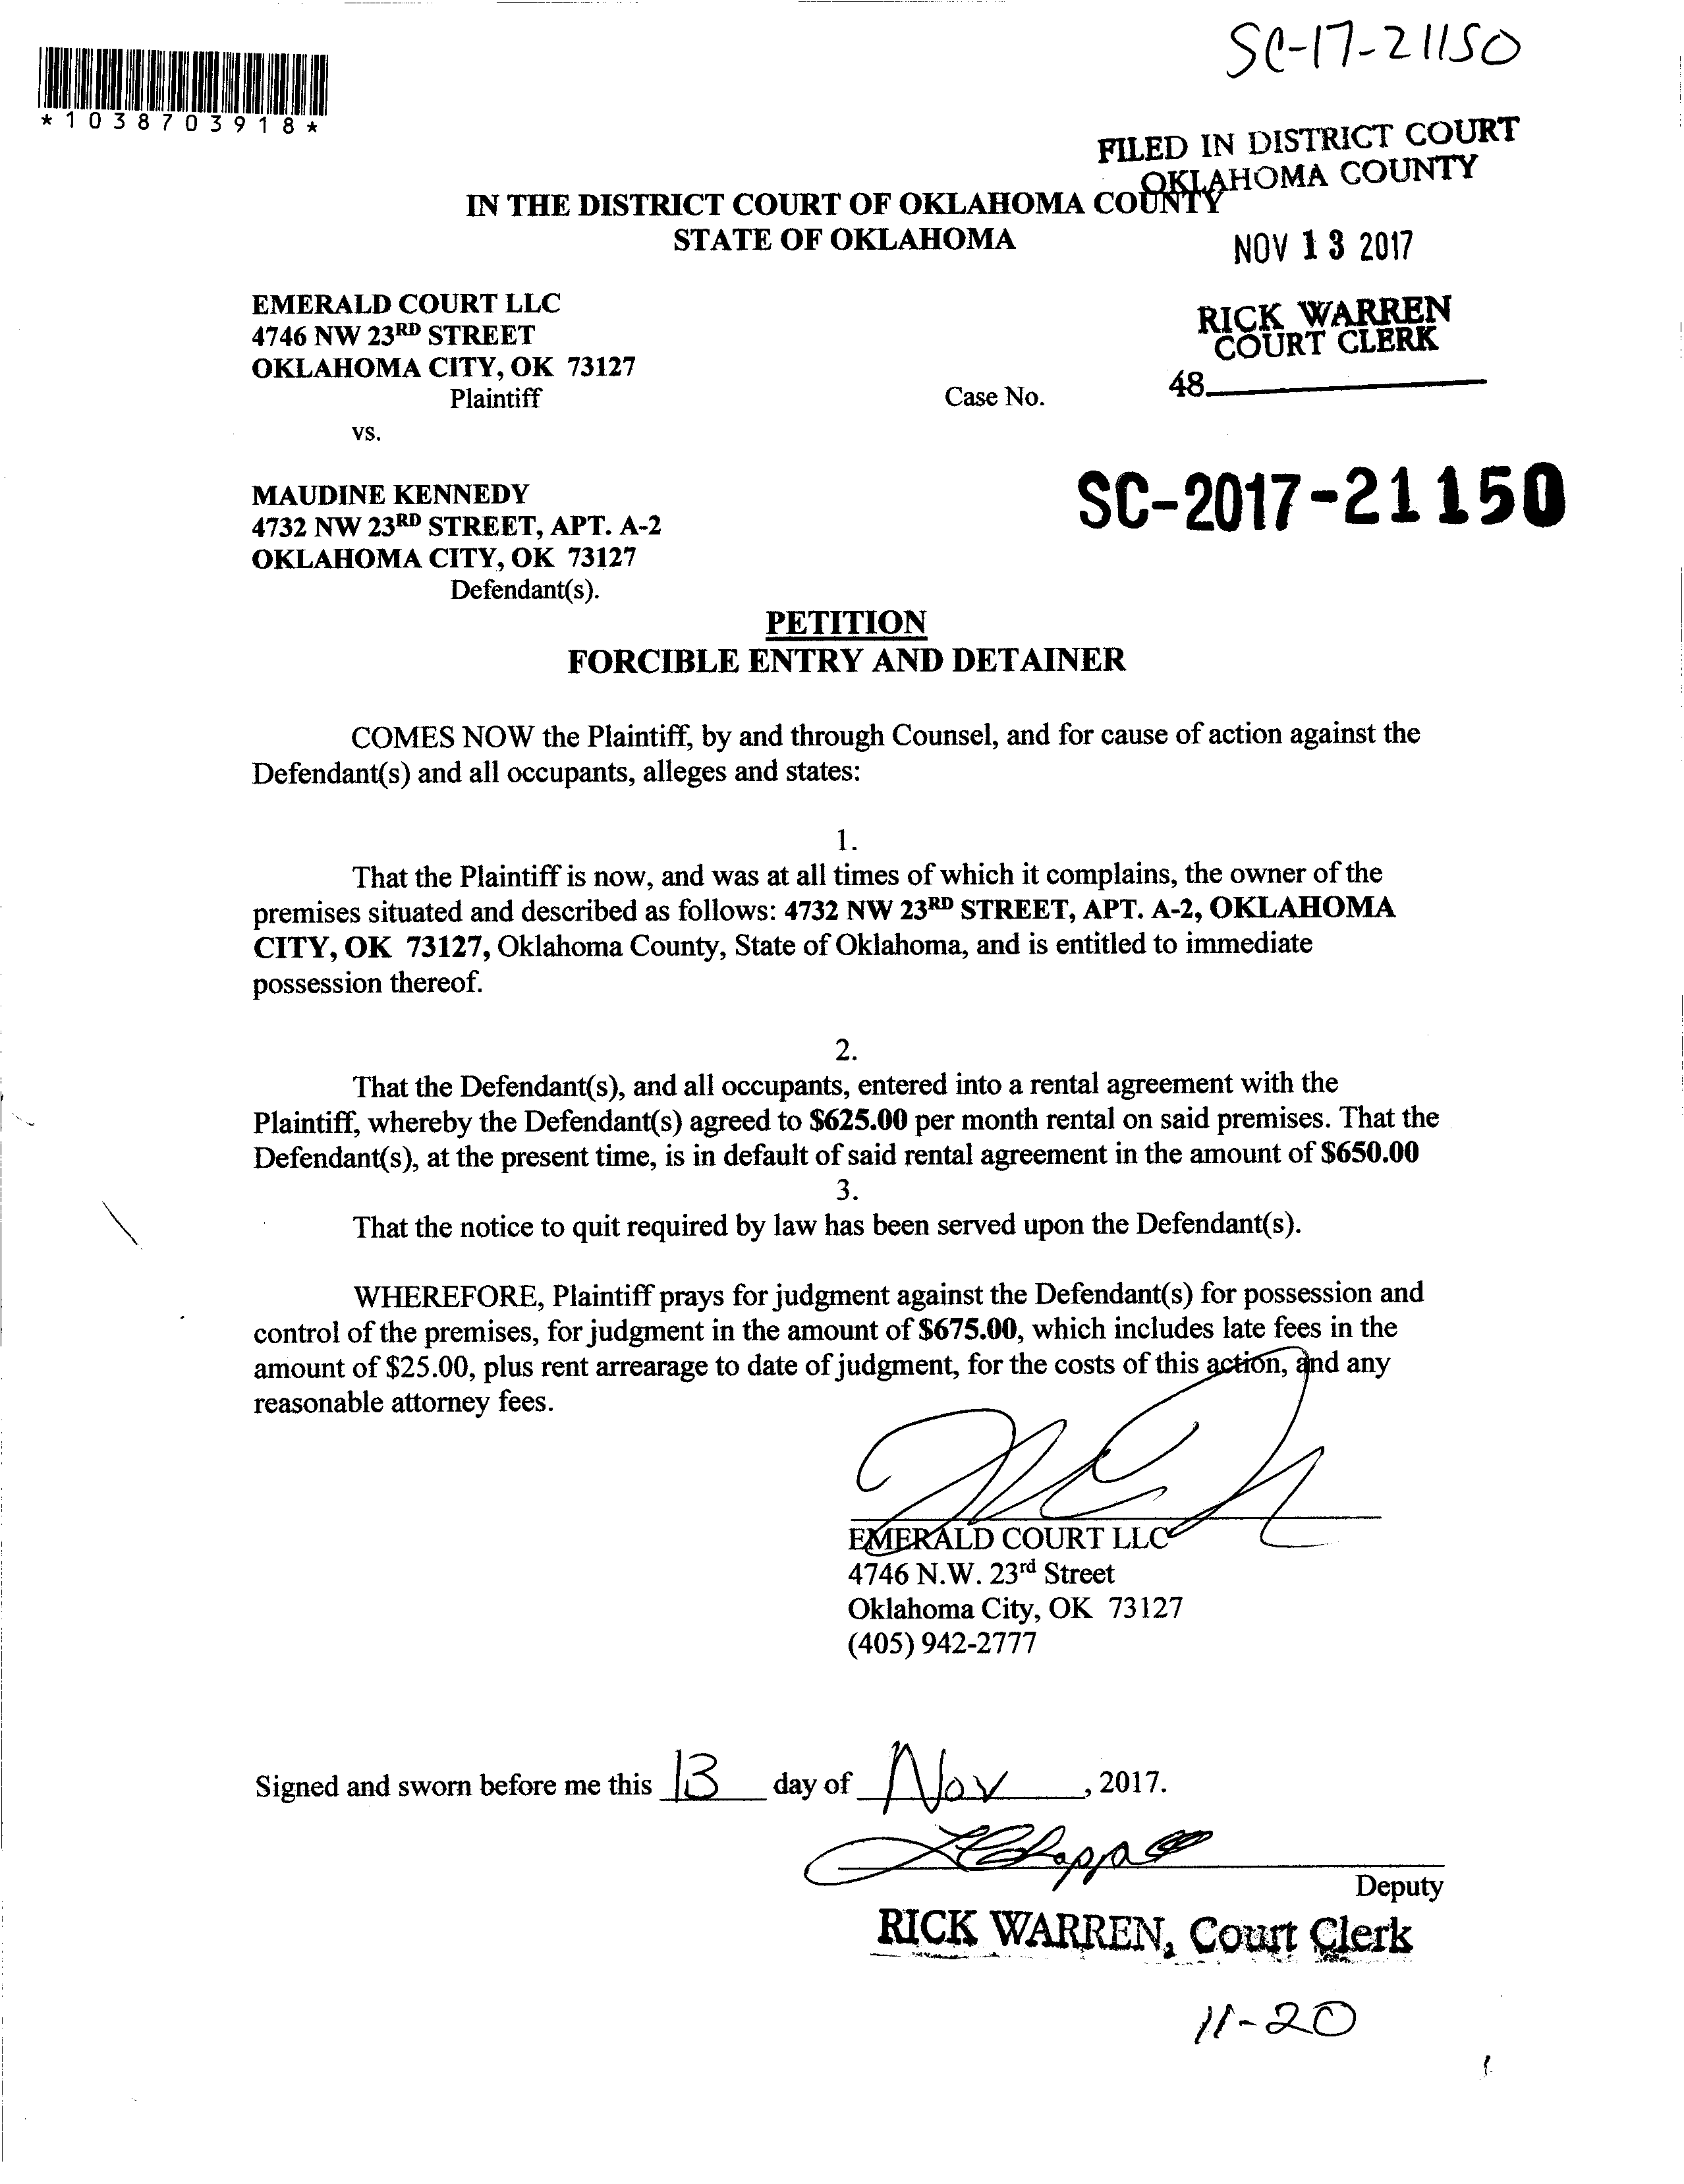 SC-17-21150
*1038703918*
FILED IN DISTRICT COURT
OKLAHOMA COUNTY
IN THE DISTRICT COURT OF OKLAHOMA COUNTY
STATE OF OKLAHOMA
NOV 13 2017
EMERALD COURT LLC
4746 NW 23RD STREET
OKLAHOMA CITY, OK 73127
RICK WARREN
COURT CLERK
Plaintiff
Case No.
48
vs.
MAUDINE KENNEDY
4732 NW 23RD STREET, APT. A-2
OKLAHOMA CITY, OK 73127
Defendant(s).
SC-2017-21150
PETITION
FORCIBLE ENTRY AND DETAINER
COMES NOW the Plaintiff, by and through Counsel, and for cause of action against the
Defendant(s) and all occupants, alleges and states:
1.
That the Plaintiff is now, and was at all times of which it complains, the owner of the
premises situated and described as follows: 4732 NW 23RD STREET, APT. A-2, OKLAHOMA
CITY, OK 73127, Oklahoma County, State of Oklahoma, and is entitled to immediate
possession thereof.
2.
That the Defendant(s), and all occupants, entered into a rental agreement with the
Plaintiff, whereby the Defendant(s) agreed to $625.00 per month rental on said premises. That the
Defendant(s), at the present time, is in default of said rental agreement in the amount of $650.00
3.
That the notice to quit required by law has been served upon the Defendant(s).
WHEREFORE, Plaintiff prays for judgment against the Defendant(s) for possession and
control of the premises, for judgment in the amount of $675.00, which includes late fees in the
amount of $25.00, plus rent arrearage to date of judgment, for the costs of this action, and any
reasonable attorney fees.
EMERALD COURT LLC
4746 N.W. 23rd Street
Oklahoma City, OK 73127
(405) 942-2777
Signed and sworn before me this 13 day of Nov, 2017.
Deputy
RICK WARREN, Court Clerk
11-20